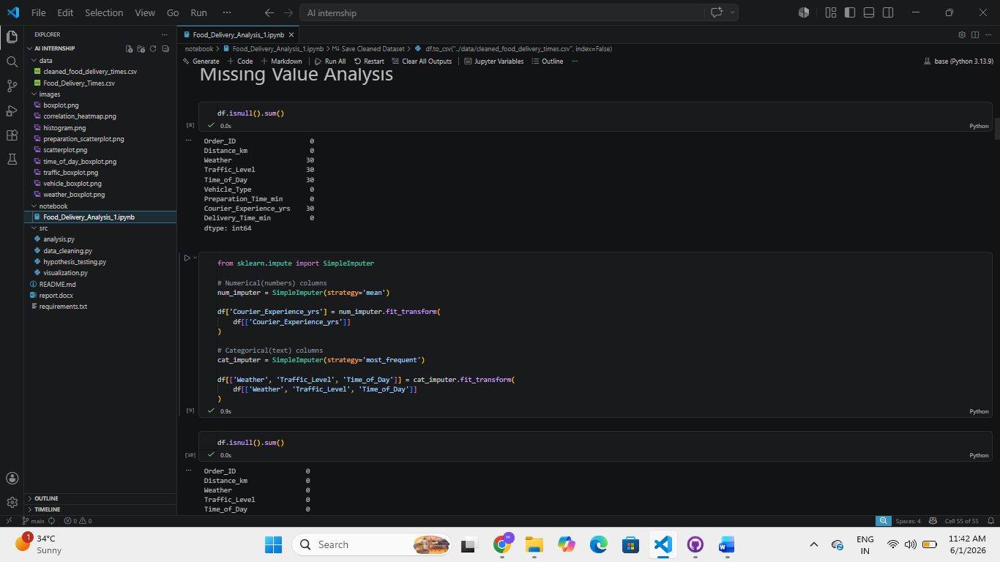 File Edit Selection View Go Run ··· AI internship
EXPLORER ···
AI INTERNSHIP
data
cleaned_food_delivery_times.csv
Food_Delivery_Times.csv
images
boxplot.png
correlation_heatmap.png
histogram.png
preparation_scatterplot.png
scatterplot.png
time_of_day_boxplot.png
traffic_boxplot.png
vehicle_boxplot.png
weather_boxplot.png
notebook
Food_Delivery_Analysis_1.ipynb
src
analysis.py
data_cleaning.py
hypothesis_testing.py
visualization.py
README.md
report.docx
requirements.txt
OUTLINE
TIMELINE
Food_Delivery_Analysis_1.ipynb
notebook > Food_Delivery_Analysis_1.ipynb > M↓ Save Cleaned Dataset > df.to_csv("../data/cleaned_food_delivery_times.csv", index=False)
Generate + Code + Markdown Run All Restart Clear All Outputs Jupyter Variables Outline ··· base (Python 3.13.9)
Missing Value Analysis
df.isnull().sum()
[8] 0.0s Python
Order_ID 0
Distance_km 0
Weather 30
Traffic_Level 30
Time_of_Day 30
Vehicle_Type 0
Preparation_Time_min 0
Courier_Experience_yrs 30
Delivery_Time_min 0
dtype: int64
from sklearn.impute import SimpleImputer
# Numerical(numbers) columns
num_imputer = SimpleImputer(strategy='mean')
df['Courier_Experience_yrs'] = num_imputer.fit_transform(
df[['Courier_Experience_yrs']]
)
# Categorical(text) columns
cat_imputer = SimpleImputer(strategy='most_frequent')
df[['Weather', 'Traffic_Level', 'Time_of_Day']] = cat_imputer.fit_transform(
df[['Weather', 'Traffic_Level', 'Time_of_Day']]
)
[9] 0.9s Python
df.isnull().sum()
[10] 0.0s Python
Order_ID 0
Distance_km 0
Weather 0
Traffic_Level 0
Time_of_Day 0
main 0 0 Spaces: 4 Cell 55 of 55
1 34°C
Sunny
Search
ENG
IN
11:42 AM
6/1/2026